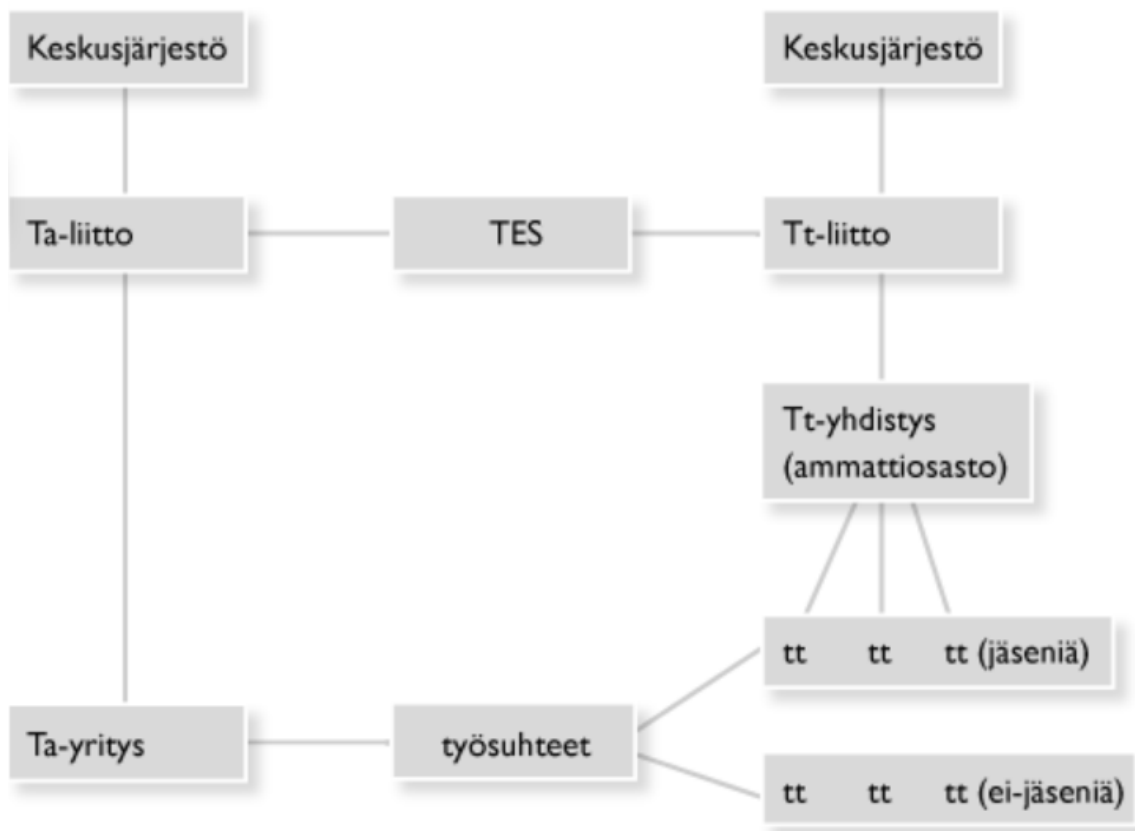 Keskusjärjestö
Keskusjärjestö
Ta-liitto
TES
Tt-liitto
Tt-yhdistys
(ammattiosasto)
tt tt tt (jäseniä)
Ta-yritys
työsuhteet
tt tt tt (ei-jäseniä)